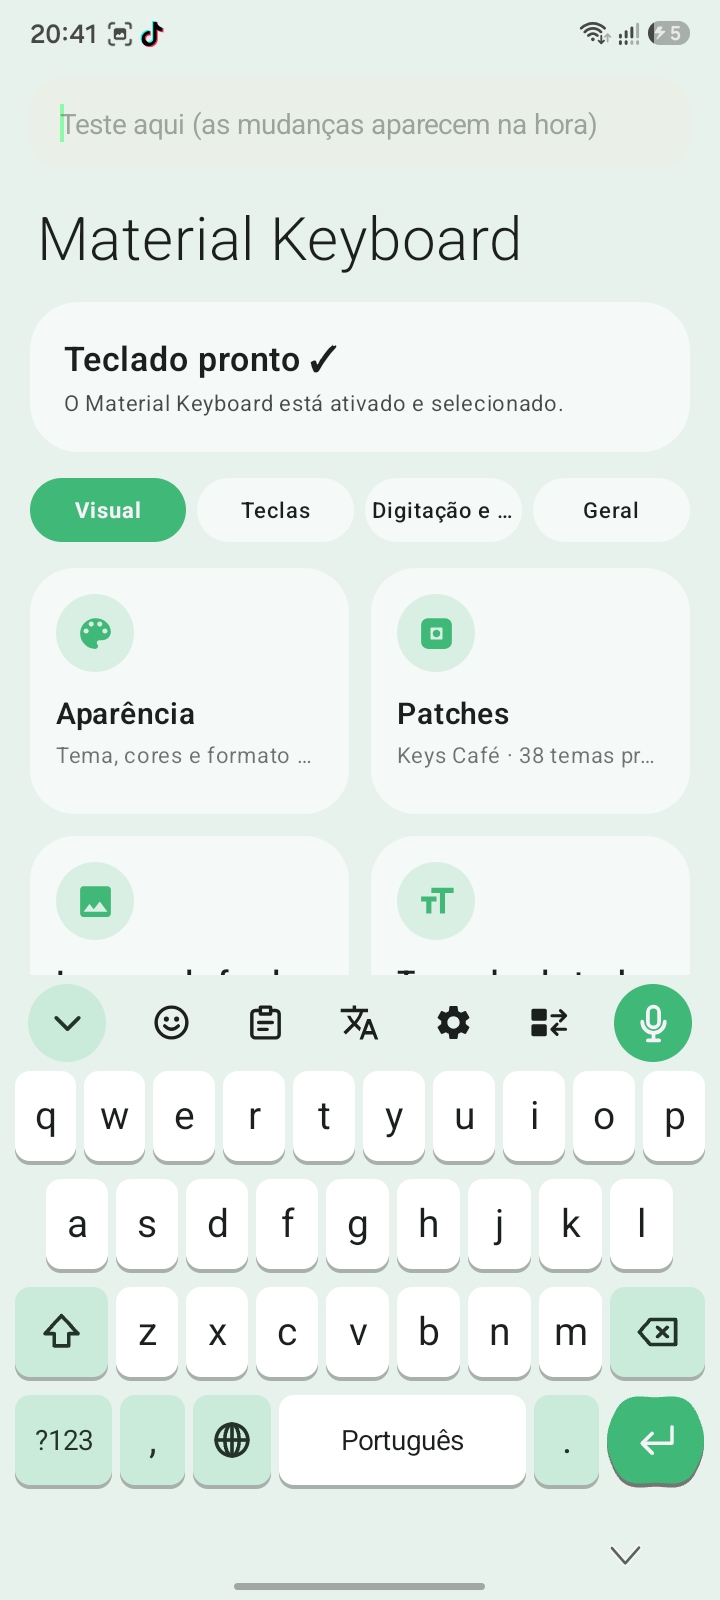 20:41
5
Teste aqui (as mudanças aparecem na hora)
Material Keyboard
Teclado pronto ✓
O Material Keyboard está ativado e selecionado.
Visual Teclas Digitação e ... Geral
Aparência Patches
Tema, cores e formato ... Keys Café · 38 temas pr...
q w e r t y u i o p
a s d f g h j k l
z x c v b n m
?123 , Português .